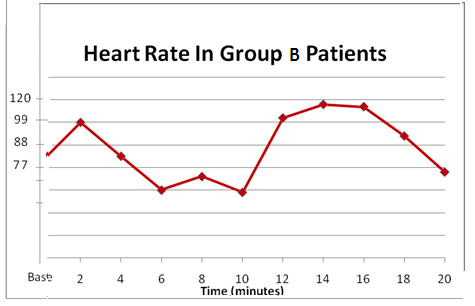 Heart Rate In Group B Patients
120
99
88
77
Base 2 4 6 8 10 12 14 16 18 20
Time (minutes)